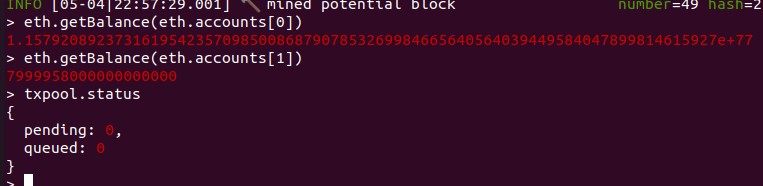 INFO [05-04|22:57:29.001] 🔨 mined potential block number=49 hash=2
> eth.getBalance(eth.accounts[0])
1.15792089237316195423570985008687907853269984665640564039449584047899814615927e+77
> eth.getBalance(eth.accounts[1])
7999958000000000000
> txpool.status
{
pending: 0,
queued: 0
}
>